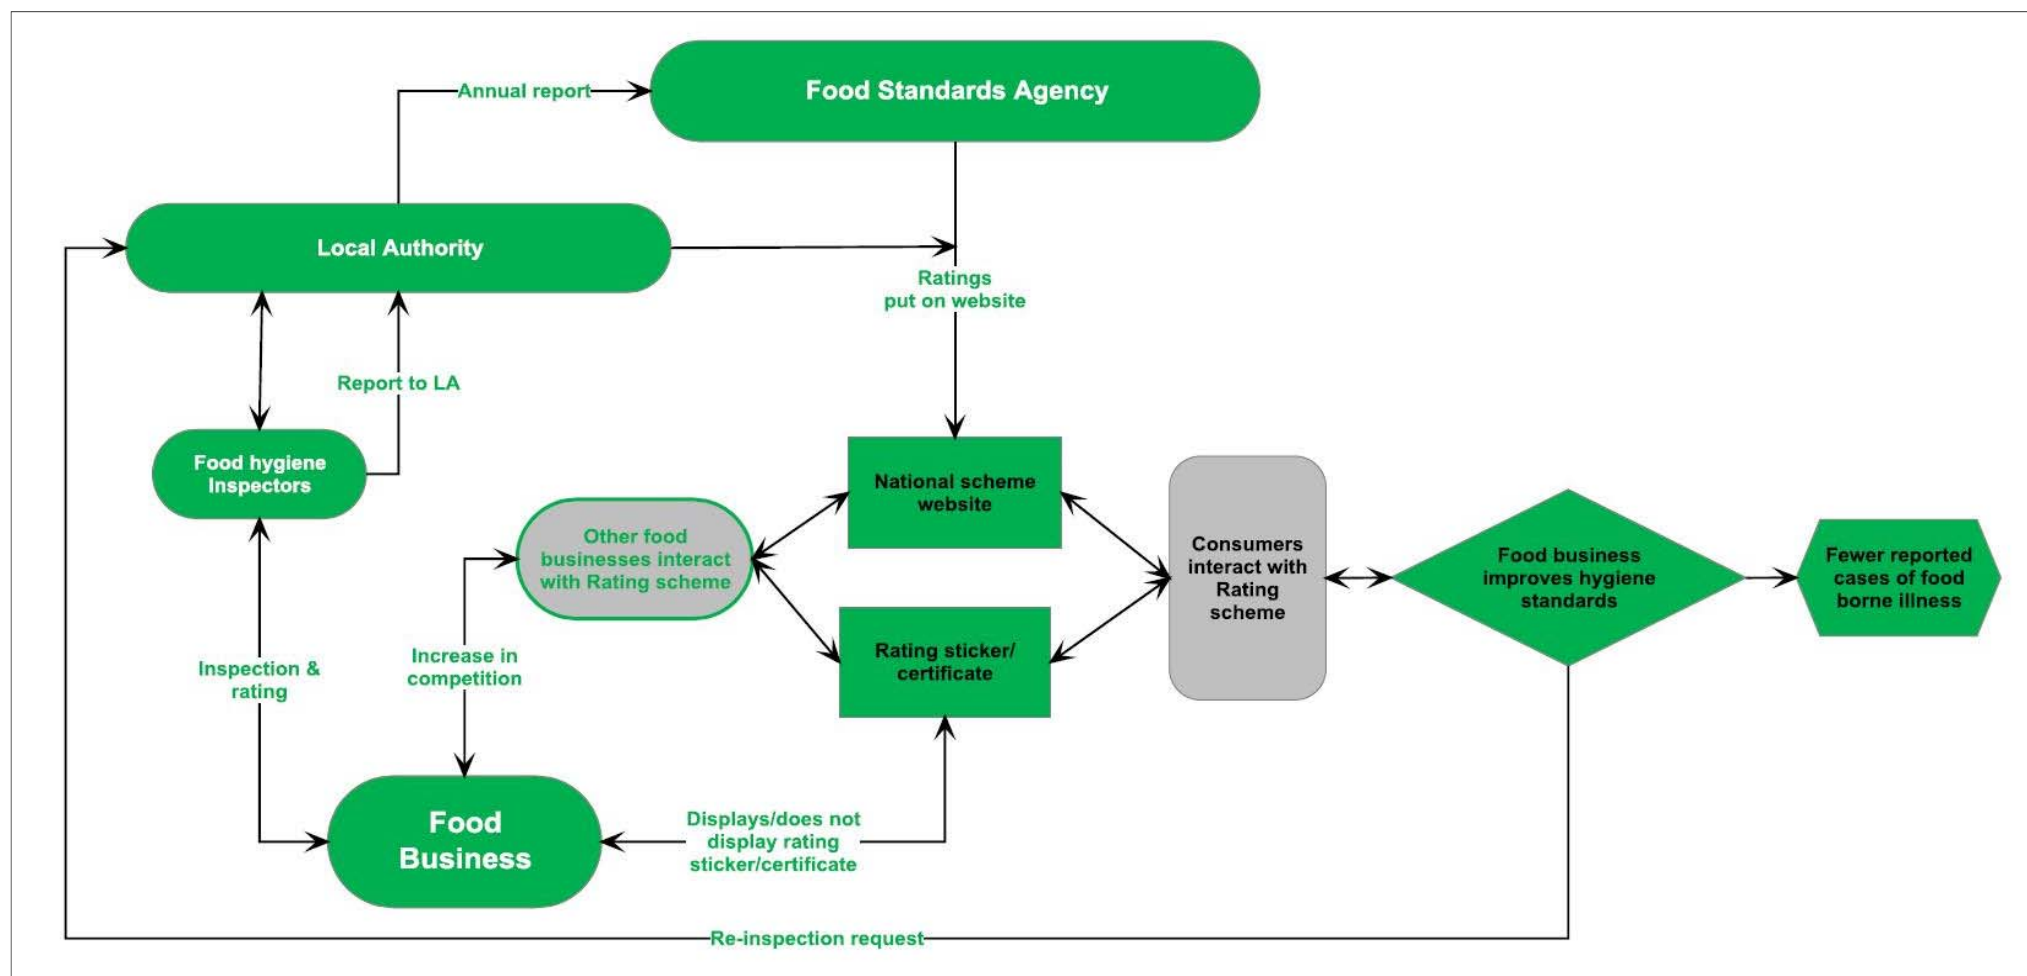 Food Standards Agency
Annual report
Local Authority
Ratings
put on website
Report to LA
Food hygiene
Inspectors
National scheme
website
Other food
businesses interact
with Rating scheme
Consumers
interact with
Rating
scheme
Food business
improves hygiene
standards
Fewer reported
cases of food
borne illness
Rating sticker/
certificate
Inspection &
rating
Increase in
competition
Food
Business
Displays/does not
display rating
sticker/certificate
Re-inspection request